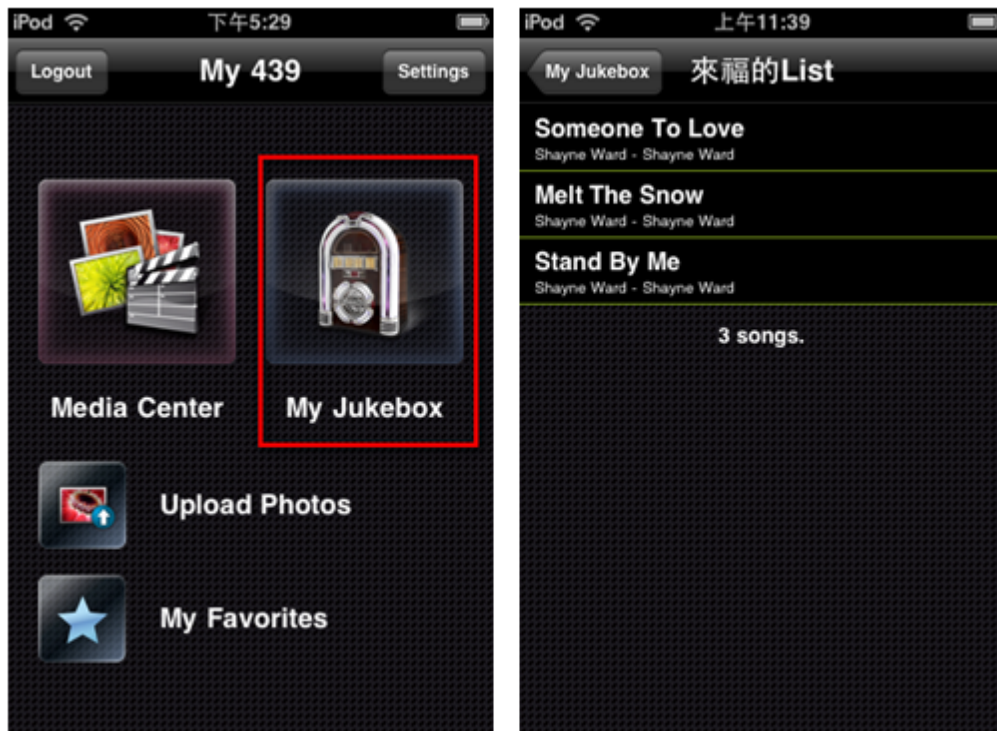 iPod 下午5:29
Logout My 439 Settings
Media Center My Jukebox
Upload Photos
My Favorites
iPod 上午11:39
My Jukebox 來福的List
Someone To Love
Shayne Ward - Shayne Ward
Melt The Snow
Shayne Ward - Shayne Ward
Stand By Me
Shayne Ward - Shayne Ward
3 songs.